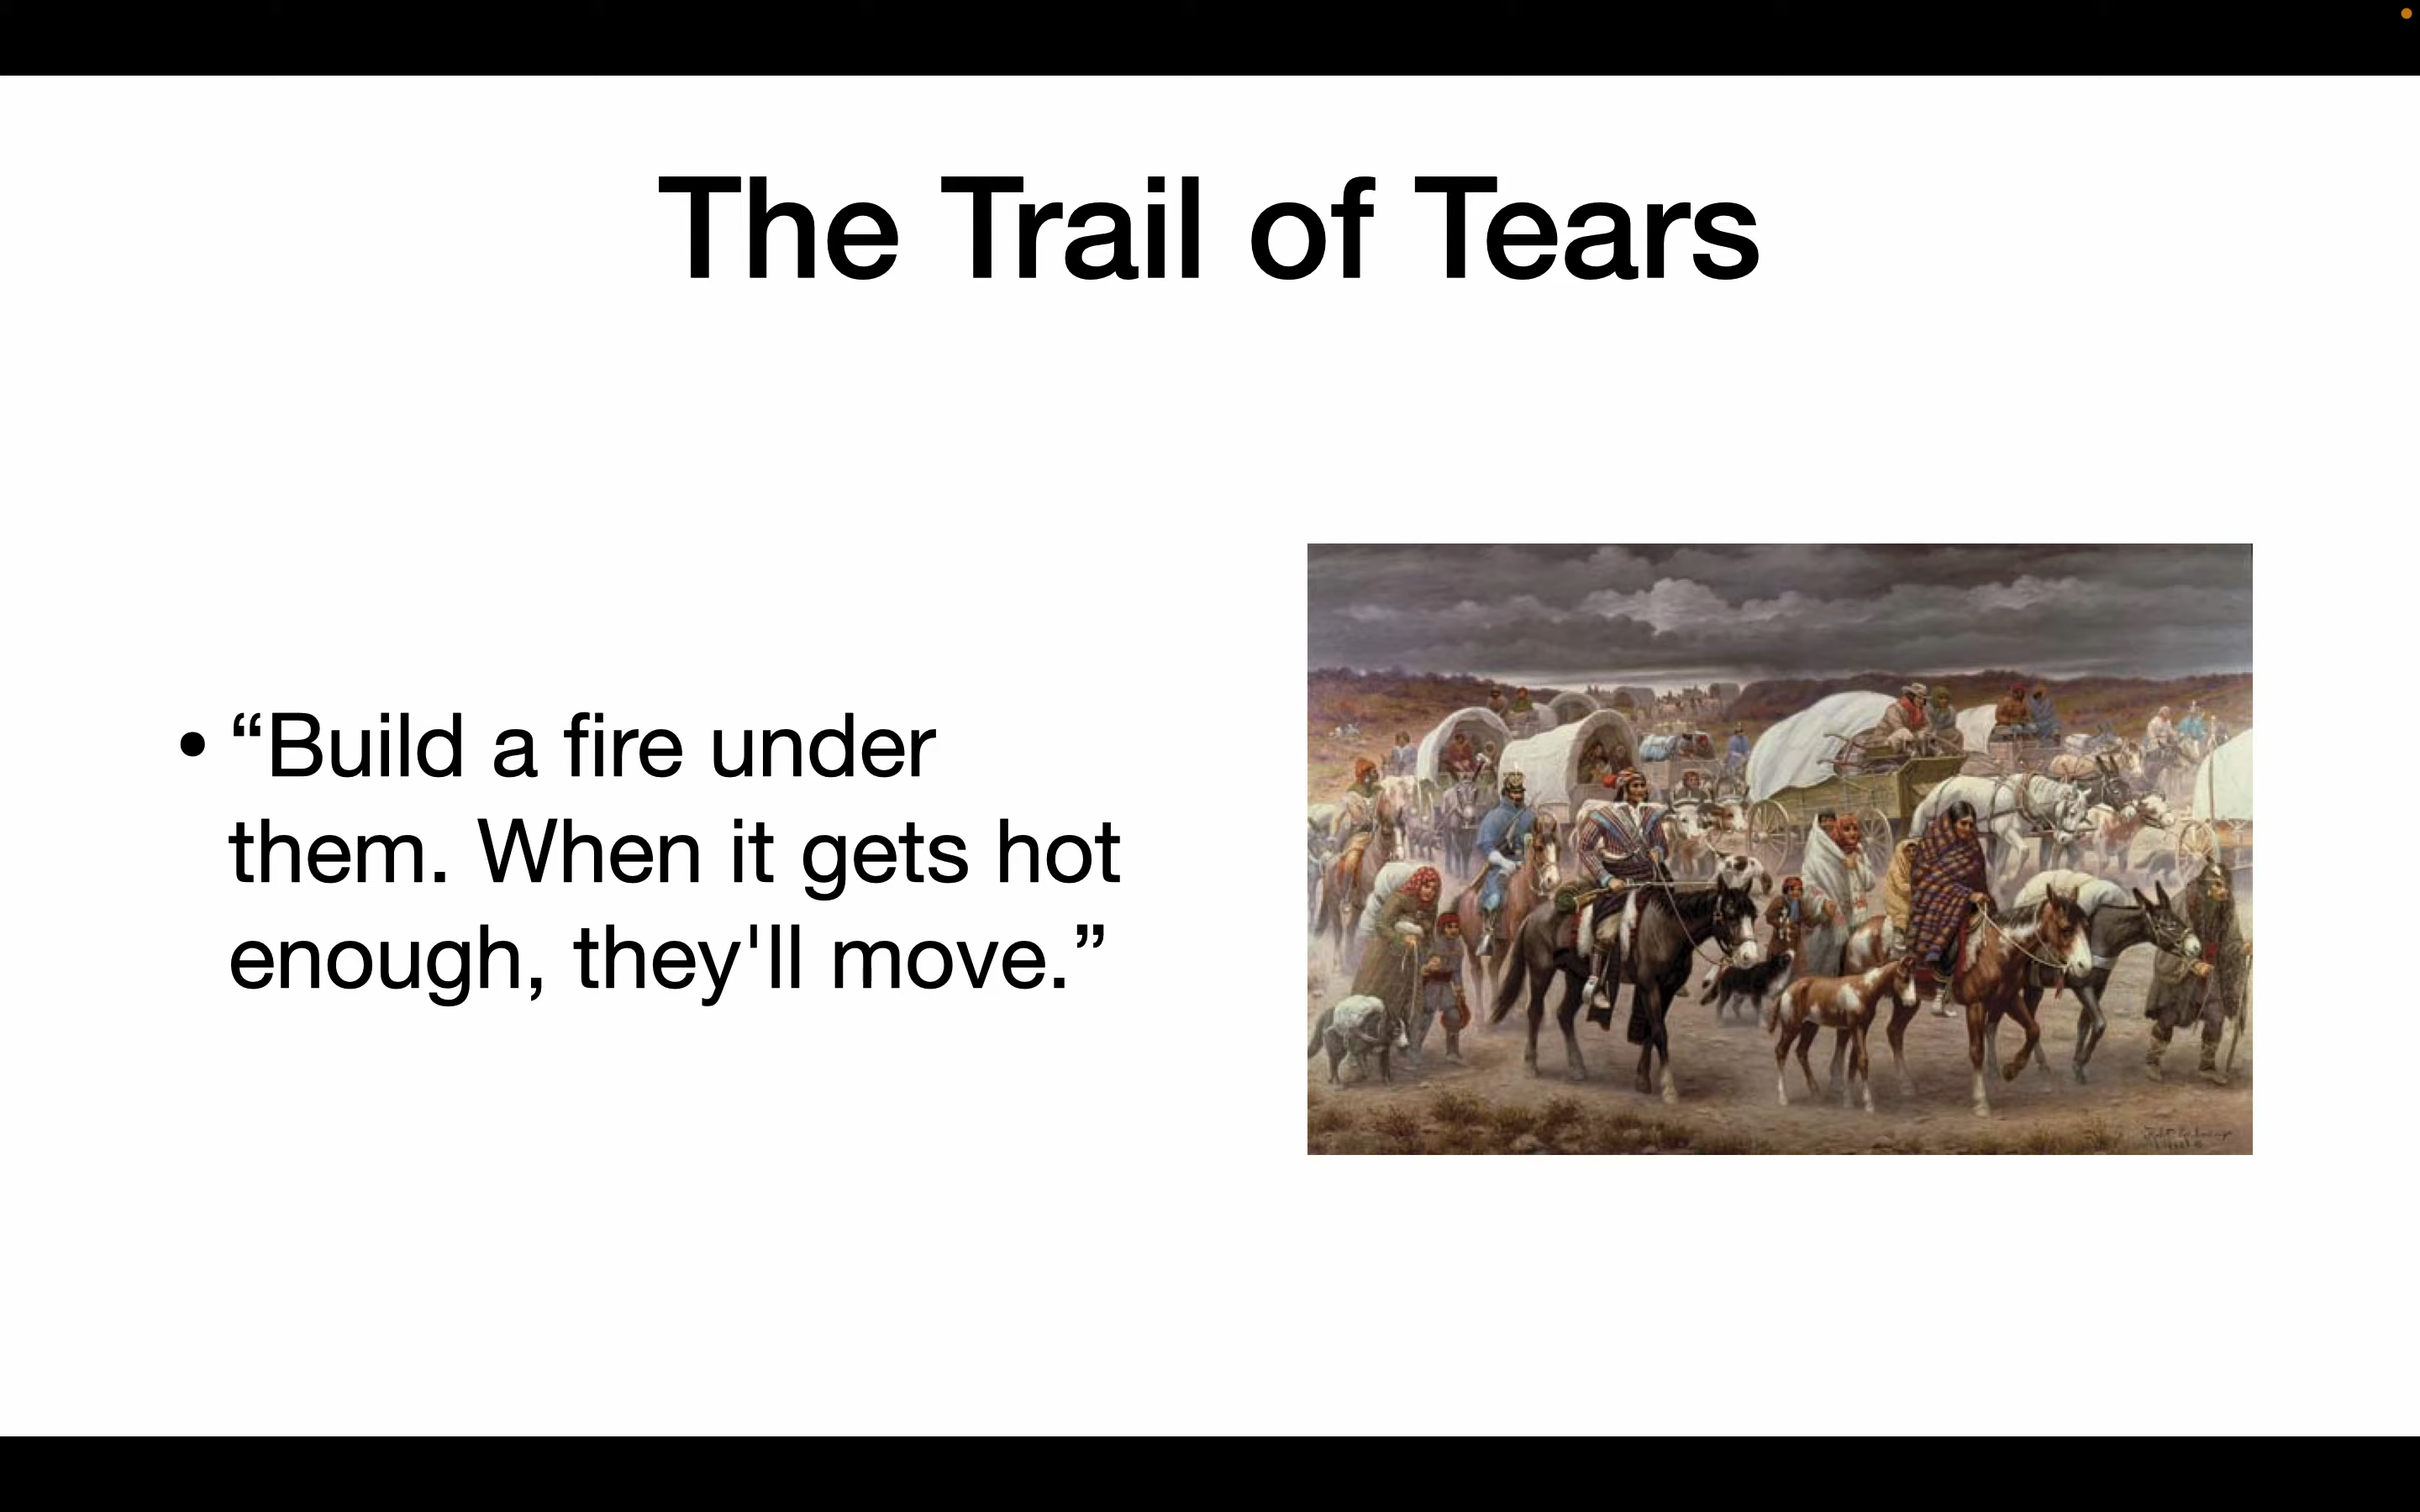 The Trail of Tears
• “Build a fire under
them. When it gets hot
enough, they'll move.”